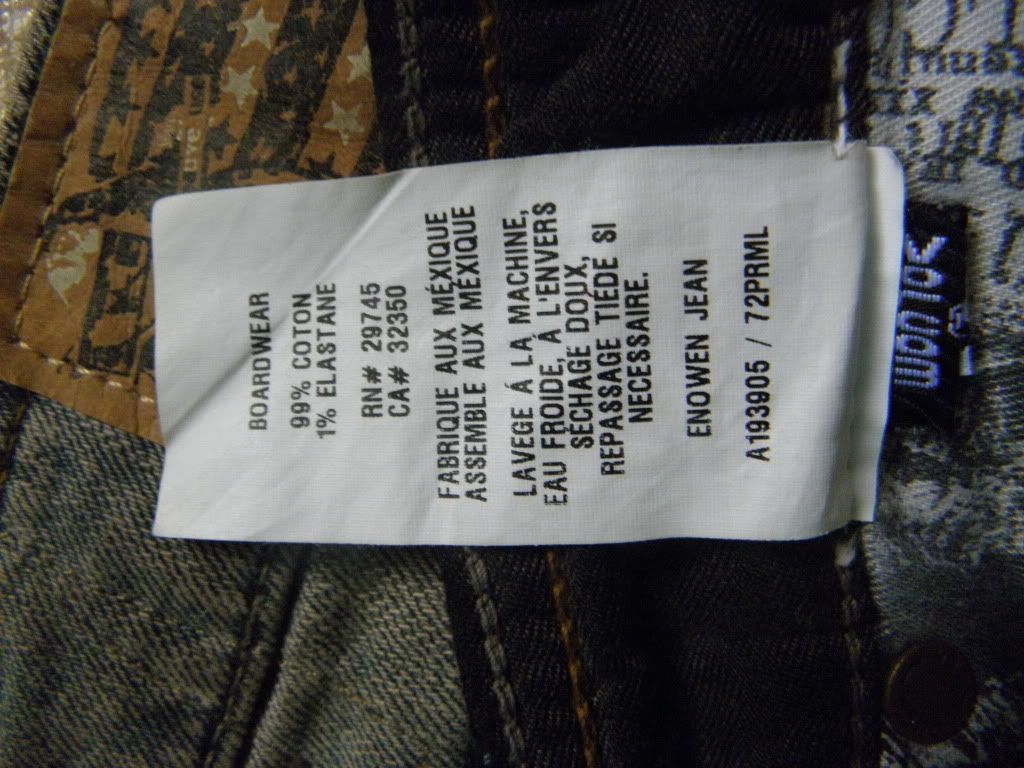 BOARDWEAR
99% COTON
1% ELASTANE
RN# 29745
CA# 32350
FABRIQUE AUX MÉXIQUE
ASSEMBLE AUX MÉXIQUE
LAVEGE Á LA MACHINE,
EAU FROIDE, À L'ENVERS
SÉCHAGE DOUX,
REPASSAGE TIÉDE SI
NECESSAIRE.
ENOWEN JEAN
A193905 / 72PRML